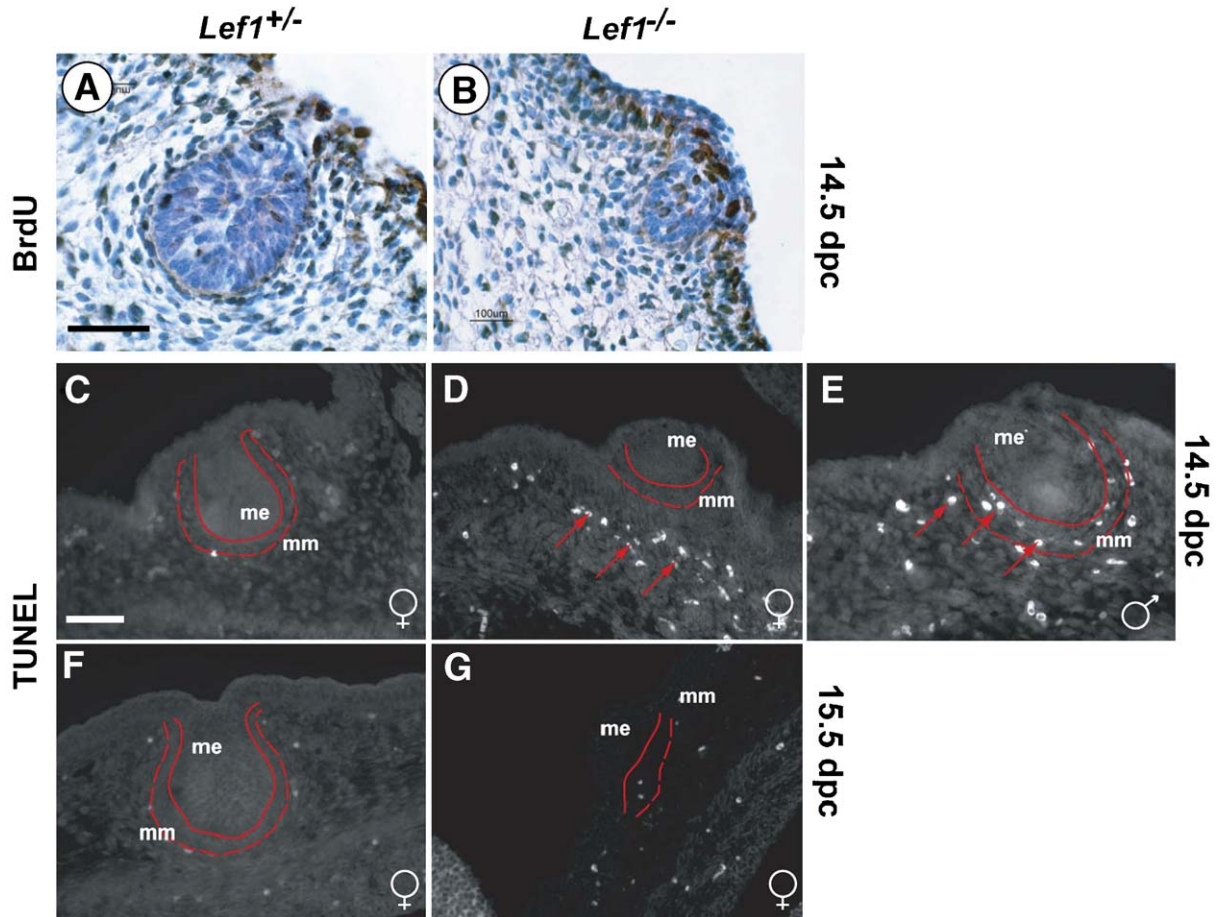 Lef1+/-
Lef1-/-
BrdU
A
B
100um
14.5 dpc
TUNEL
C
me
mm
♀
D
me
mm
♀
E
me
mm
♂
14.5 dpc
F
me
mm
♀
G
mm
me
♀
15.5 dpc